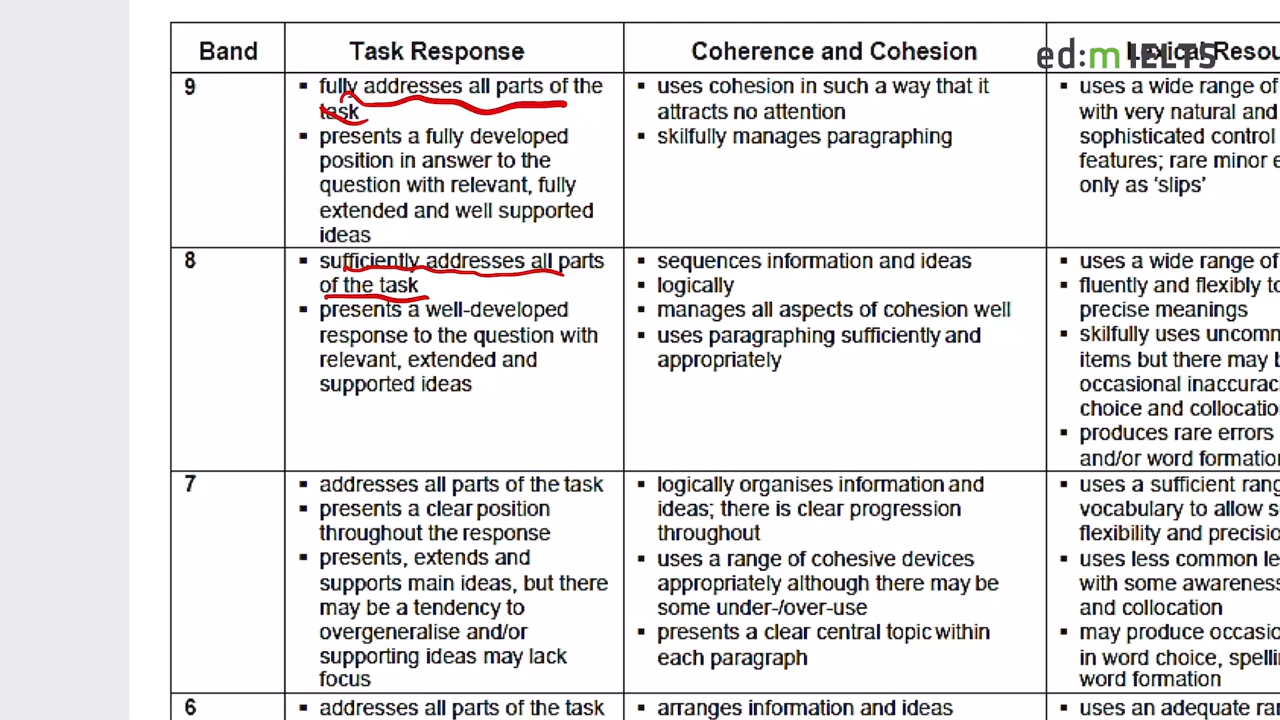 Band
Task Response
Coherence and Cohesion
ed:m IELTS
9
▪ fully addresses all parts of the
task
▪ presents a fully developed
position in answer to the
question with relevant, fully
extended and well supported
ideas
▪ uses cohesion in such a way that it
attracts no attention
▪ skilfully manages paragraphing
▪ uses a wide range of
with very natural and
sophisticated control
features; rare minor e
only as ‘slips’
8
▪ sufficiently addresses all parts
of the task
▪ presents a well-developed
response to the question with
relevant, extended and
supported ideas
▪ sequences information and ideas
▪ logically
▪ manages all aspects of cohesion well
▪ uses paragraphing sufficiently and
appropriately
▪ uses a wide range of
▪ fluently and flexibly to
precise meanings
▪ skilfully uses uncomm
items but there may b
occasional inaccurac
choice and collocatio
▪ produces rare errors
and/or word formation
7
▪ addresses all parts of the task
▪ presents a clear position
throughout the response
▪ presents, extends and
supports main ideas, but there
may be a tendency to
overgeneralise and/or
supporting ideas may lack
focus
▪ logically organises information and
ideas; there is clear progression
throughout
▪ uses a range of cohesive devices
appropriately although there may be
some under-/over-use
▪ presents a clear central topic within
each paragraph
▪ uses a sufficient rang
vocabulary to allow s
flexibility and precisic
▪ uses less common le
with some awareness
and collocation
▪ may produce occasic
in word choice, spelli
word formation
6
▪ addresses all parts of the task
▪ arranges information and ideas
▪ uses an adequate ra